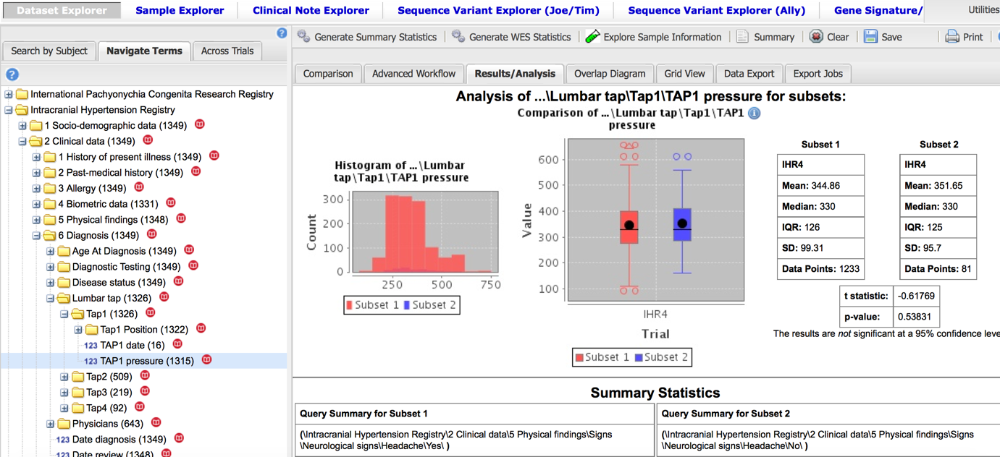 Dataset Explorer Sample Explorer Clinical Note Explorer Sequence Variant Explorer (Joe/Tim) Sequence Variant Explorer (Ally) Gene Signature/ Utilities
Generate Summary Statistics Generate WES Statistics Explore Sample Information Summary Clear Save Print
Search by Subject Navigate Terms Across Trials
Comparison Advanced Workflow Results/Analysis Overlap Diagram Grid View Data Export Export Jobs
International Pachyonychia Congenita Research Registry
Intracranial Hypertension Registry
1 Socio-demographic data (1349)
2 Clinical data (1349)
1 History of present illness (1349)
2 Past-medical history (1349)
3 Allergy (1349)
4 Biometric data (1331)
5 Physical findings (1348)
6 Diagnosis (1349)
Age At Diagnosis (1349)
Diagnostic Testing (1349)
Disease status (1349)
Lumbar tap (1326)
Tap1 (1326)
Tap1 Position (1322)
123 TAP1 date (16)
123 TAP1 pressure (1315)
Tap2 (509)
Tap3 (219)
Tap4 (92)
Physicians (643)
123 Date diagnosis (1349)
123 Date review (1348)
Analysis of ...\Lumbar tap\Tap1\TAP1 pressure for subsets:
Histogram of ...\Lumbar
tap\Tap1\TAP1 pressure
Count
300
200
100
0
250 500 750
Subset 1 Subset 2
Comparison of ...\Lumbar tap\Tap1\TAP1
pressure
Value
600
500
400
300
200
100
IHR4
Trial
Subset 1 Subset 2
Subset 1
IHR4
Mean: 344.86
Median: 330
IQR: 126
SD: 99.31
Data Points: 1233
Subset 2
IHR4
Mean: 351.65
Median: 330
IQR: 125
SD: 95.7
Data Points: 81
t statistic: -0.61769
p-value: 0.53831
The results are not significant at a 95% confidence leve
Summary Statistics
Query Summary for Subset 1
(\Intracranial Hypertension Registry\2 Clinical data\5 Physical findings\Signs
\Neurological signs\Headache\Yes\ )
Query Summary for Subset 2
(\Intracranial Hypertension Registry\2 Clinical data\5 Physical findings\Signs
\Neurological signs\Headache\No\ )